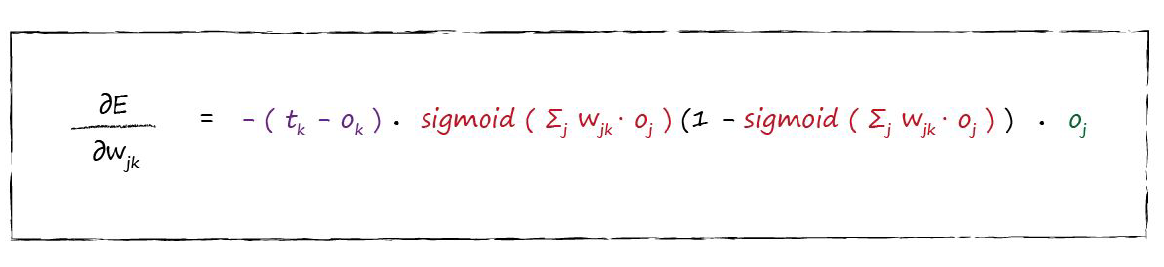 ∂E/∂w_jk = -( t_k - o_k ) · sigmoid ( Σ_j w_jk · o_j ) (1 - sigmoid ( Σ_j w_jk · o_j ) ) · o_j